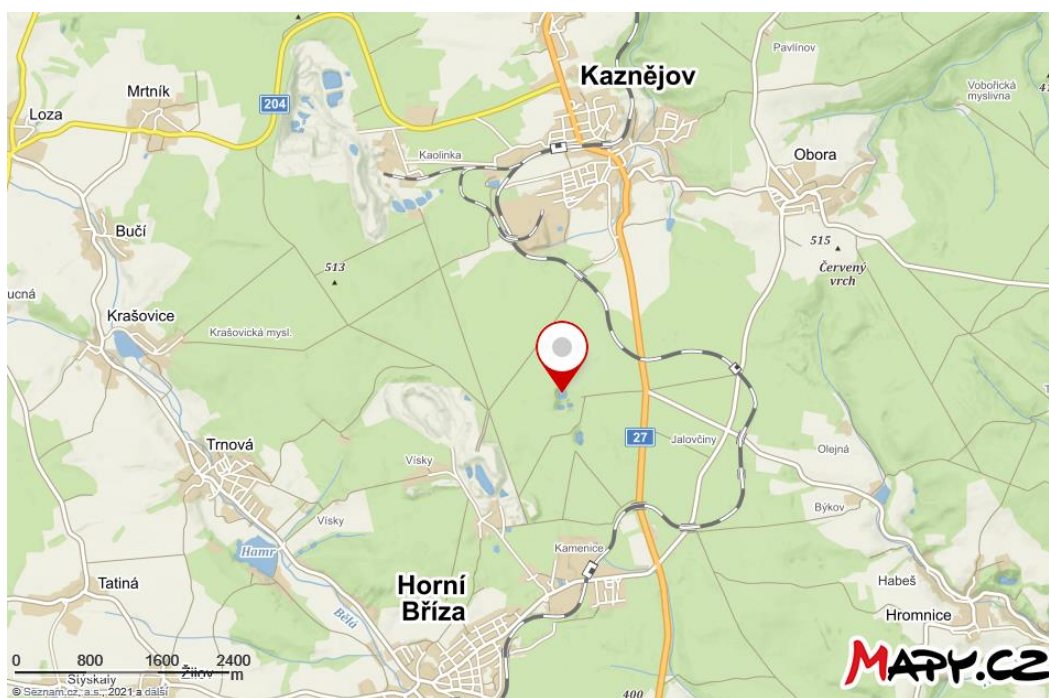 Kaznějov
Pavlínov
Vobořická
myslivna
Mrtník
204
Loza
Kaolinka
Obora
Bučí
513
515
Červený
vrch
Krašovice
Krašovická mysl.
27
Jalovčiny
Olejná
Trnová
Vísky
Býkov
Vísky
Hamr
Kamenice
Tatiná
Horní
Bříza
Bělá
Habeš
Hromnice
0 800 1600 2400
m
Žilov
Stýskaly
400
© Seznam.cz, a.s., 2021 a další
MAPY.CZ